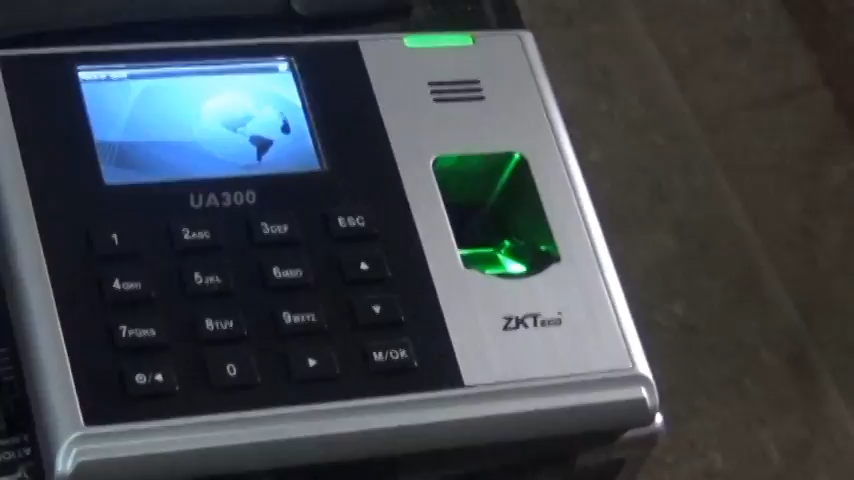 UA300
1 2ABC 3DEF ESC
4GHI 5JKL 6MNO ▲
7PQRS 8TUV 9WXYZ ▼
0 ▶ M/OK
ZKTeco